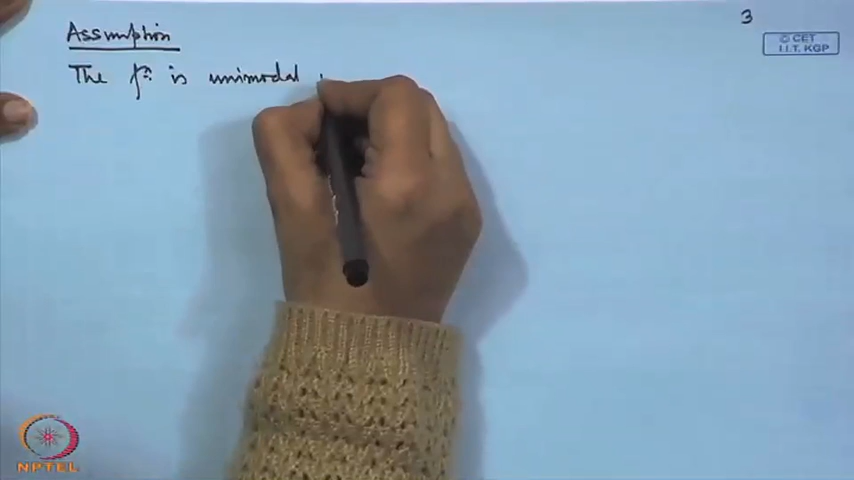 3
Assumption
© CET
I.I.T. KGP
The fⁿ. is unimodal
NPTEL